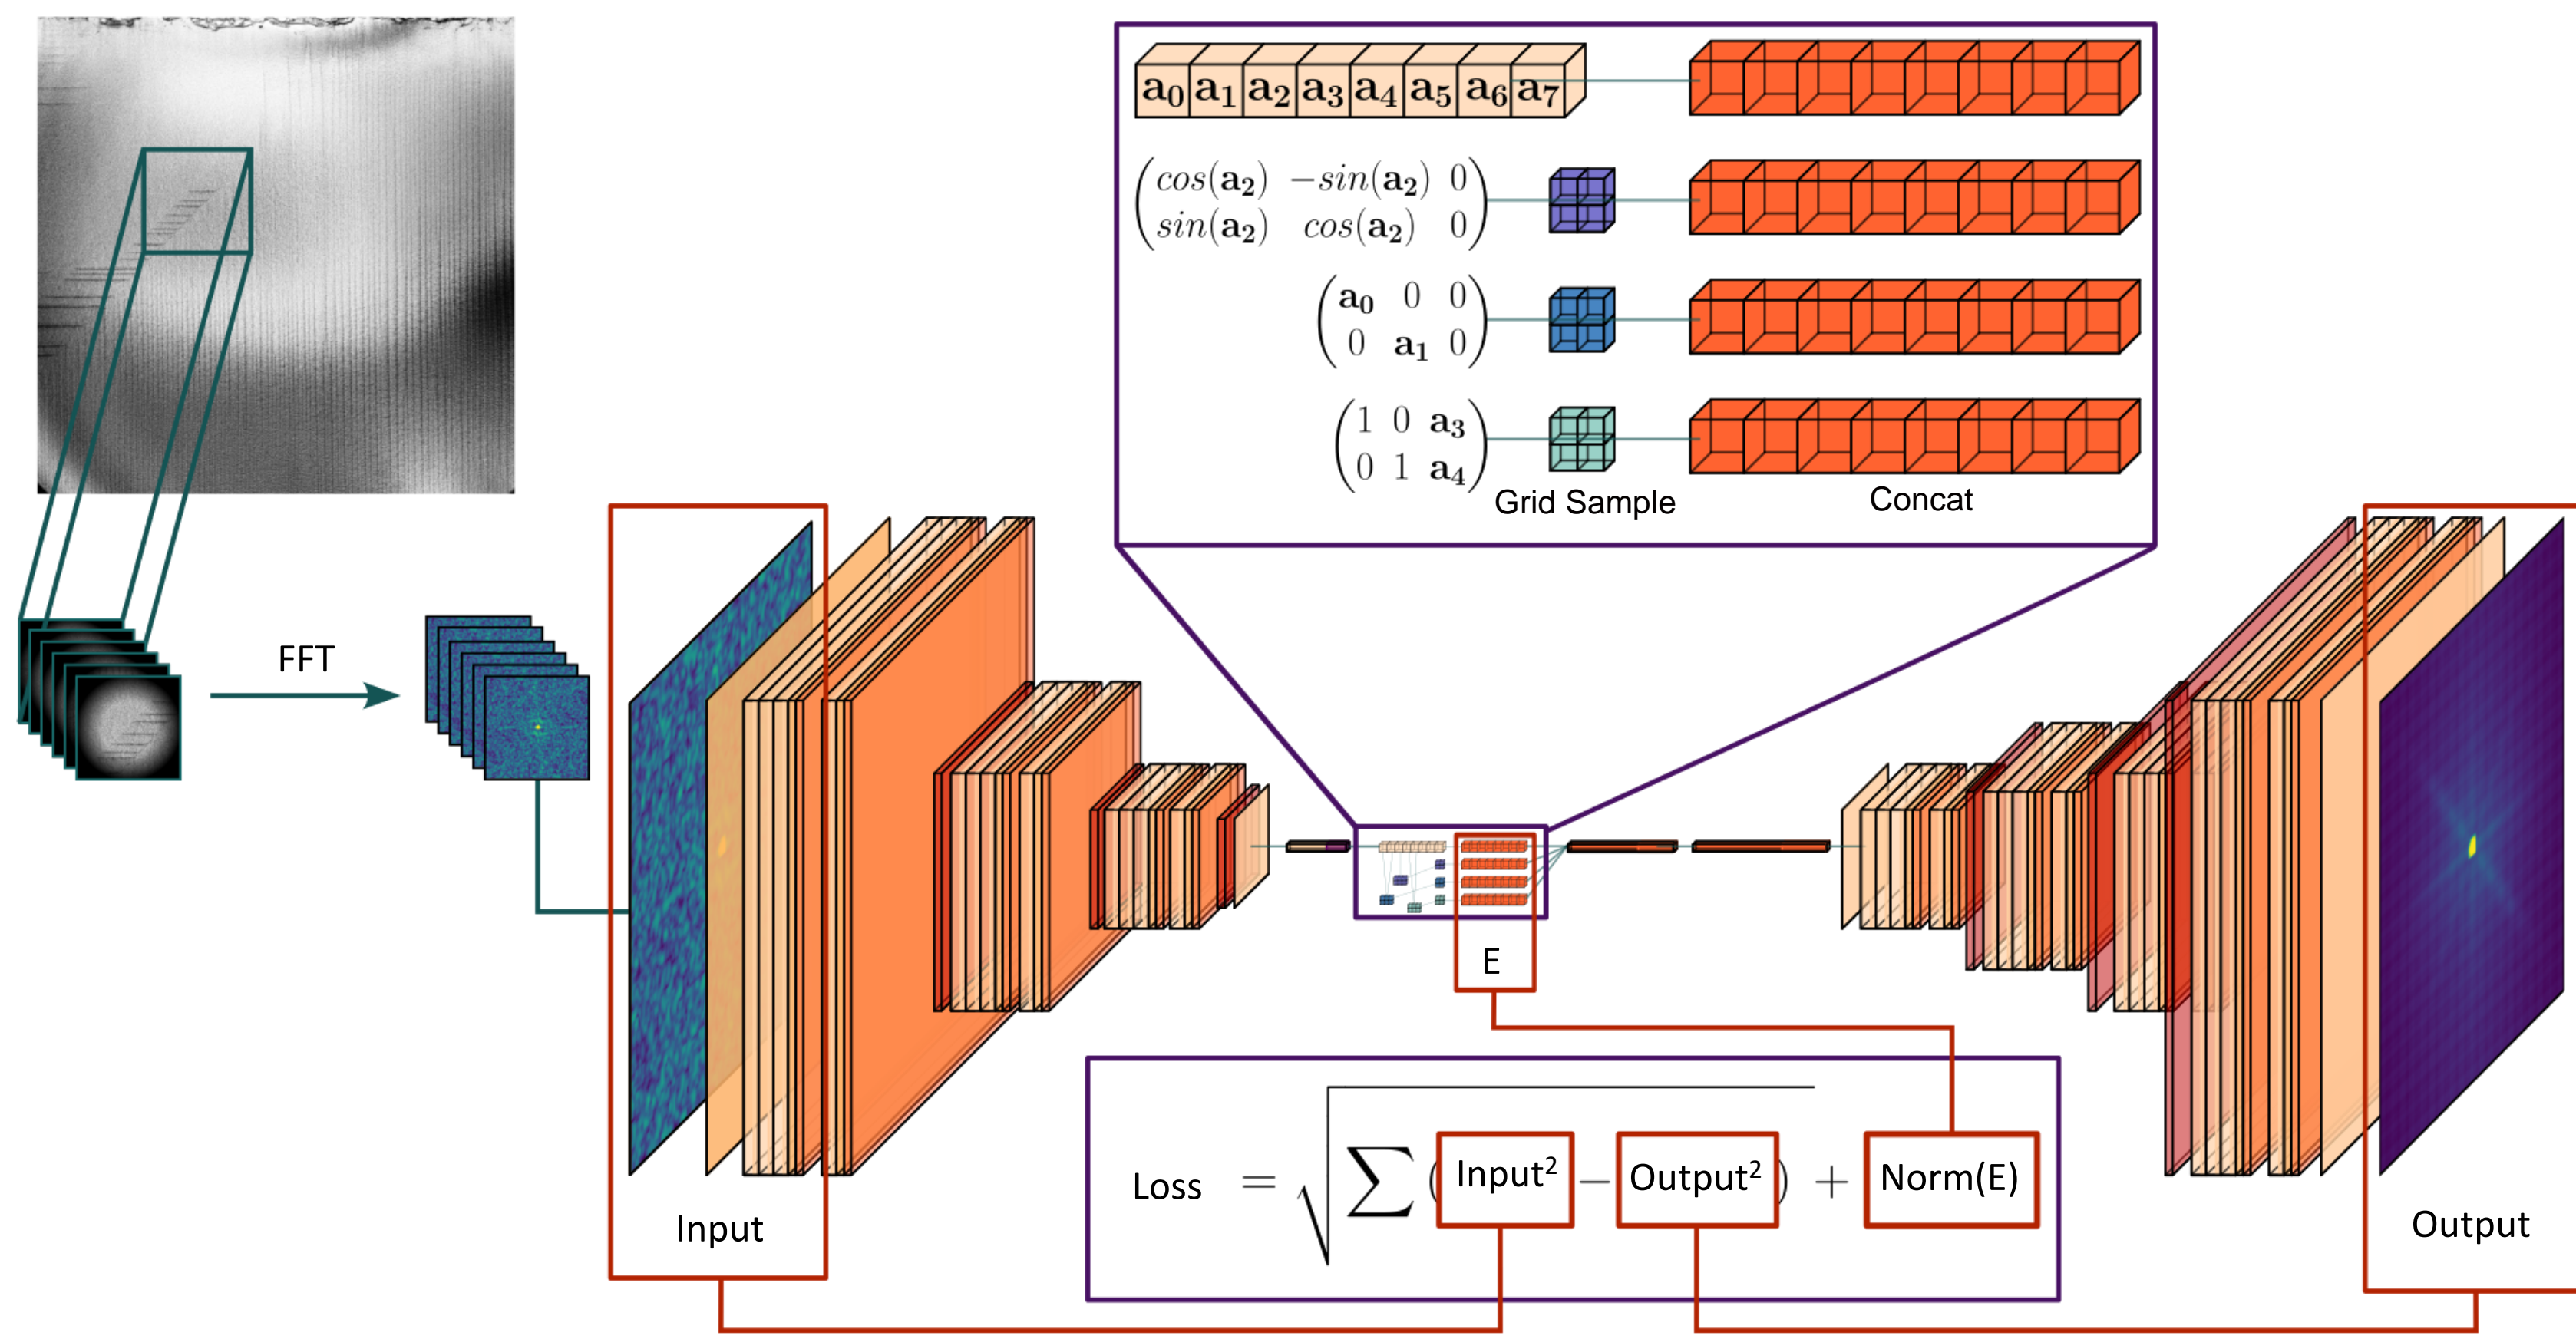 a0 a1 a2 a3 a4 a5 a6 a7
cos(a2) −sin(a2) 0
sin(a2) cos(a2) 0
a0 0 0
0 a1 0
1 0 a3
0 1 a4
Grid Sample
Concat
FFT
E
Loss = √∑(Input² − Output²) + Norm(E)
Input
Output